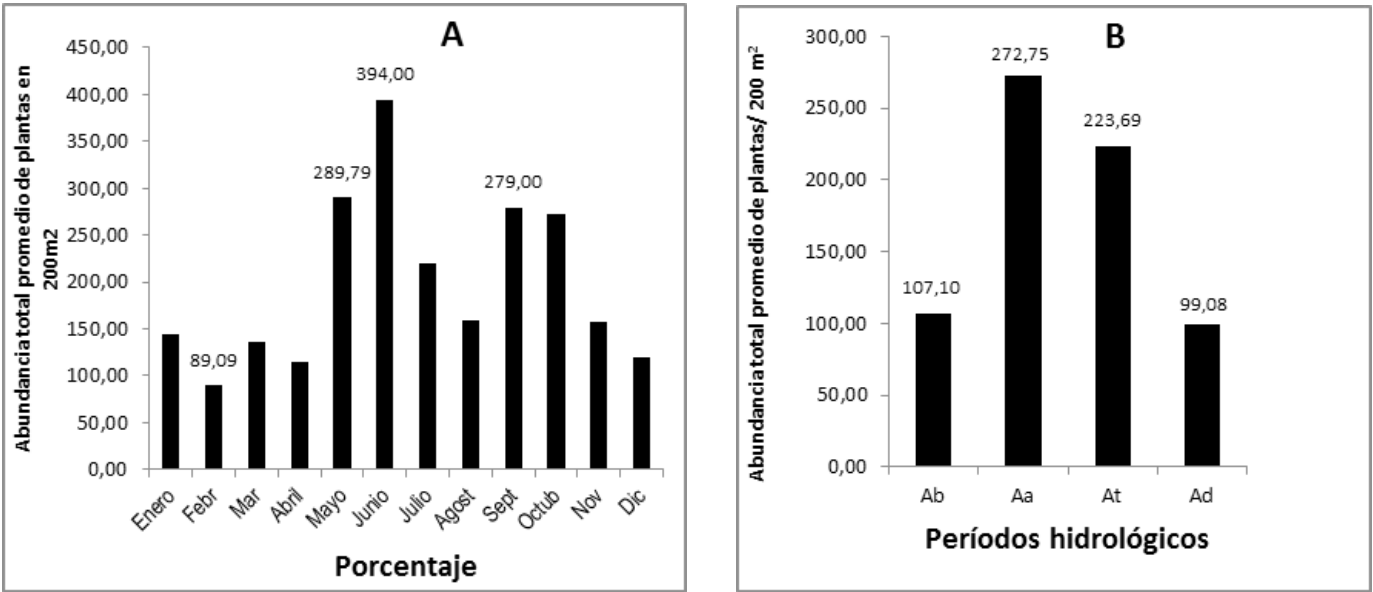 A
Abundancia total promedio de plantas en
200m2
450,00
400,00
350,00
300,00
250,00
200,00
150,00
100,00
50,00
0,00
89,09
289,79
394,00
279,00
Enero
Febr
Mar
Abril
Mayo
Junio
Julio
Agost
Sept
Octub
Nov
Dic
Porcentaje
B
Abundancia total promedio de plantas/ 200 m²
300,00
250,00
200,00
150,00
100,00
50,00
0,00
107,10
272,75
223,69
99,08
Ab
Aa
At
Ad
Períodos hidrológicos